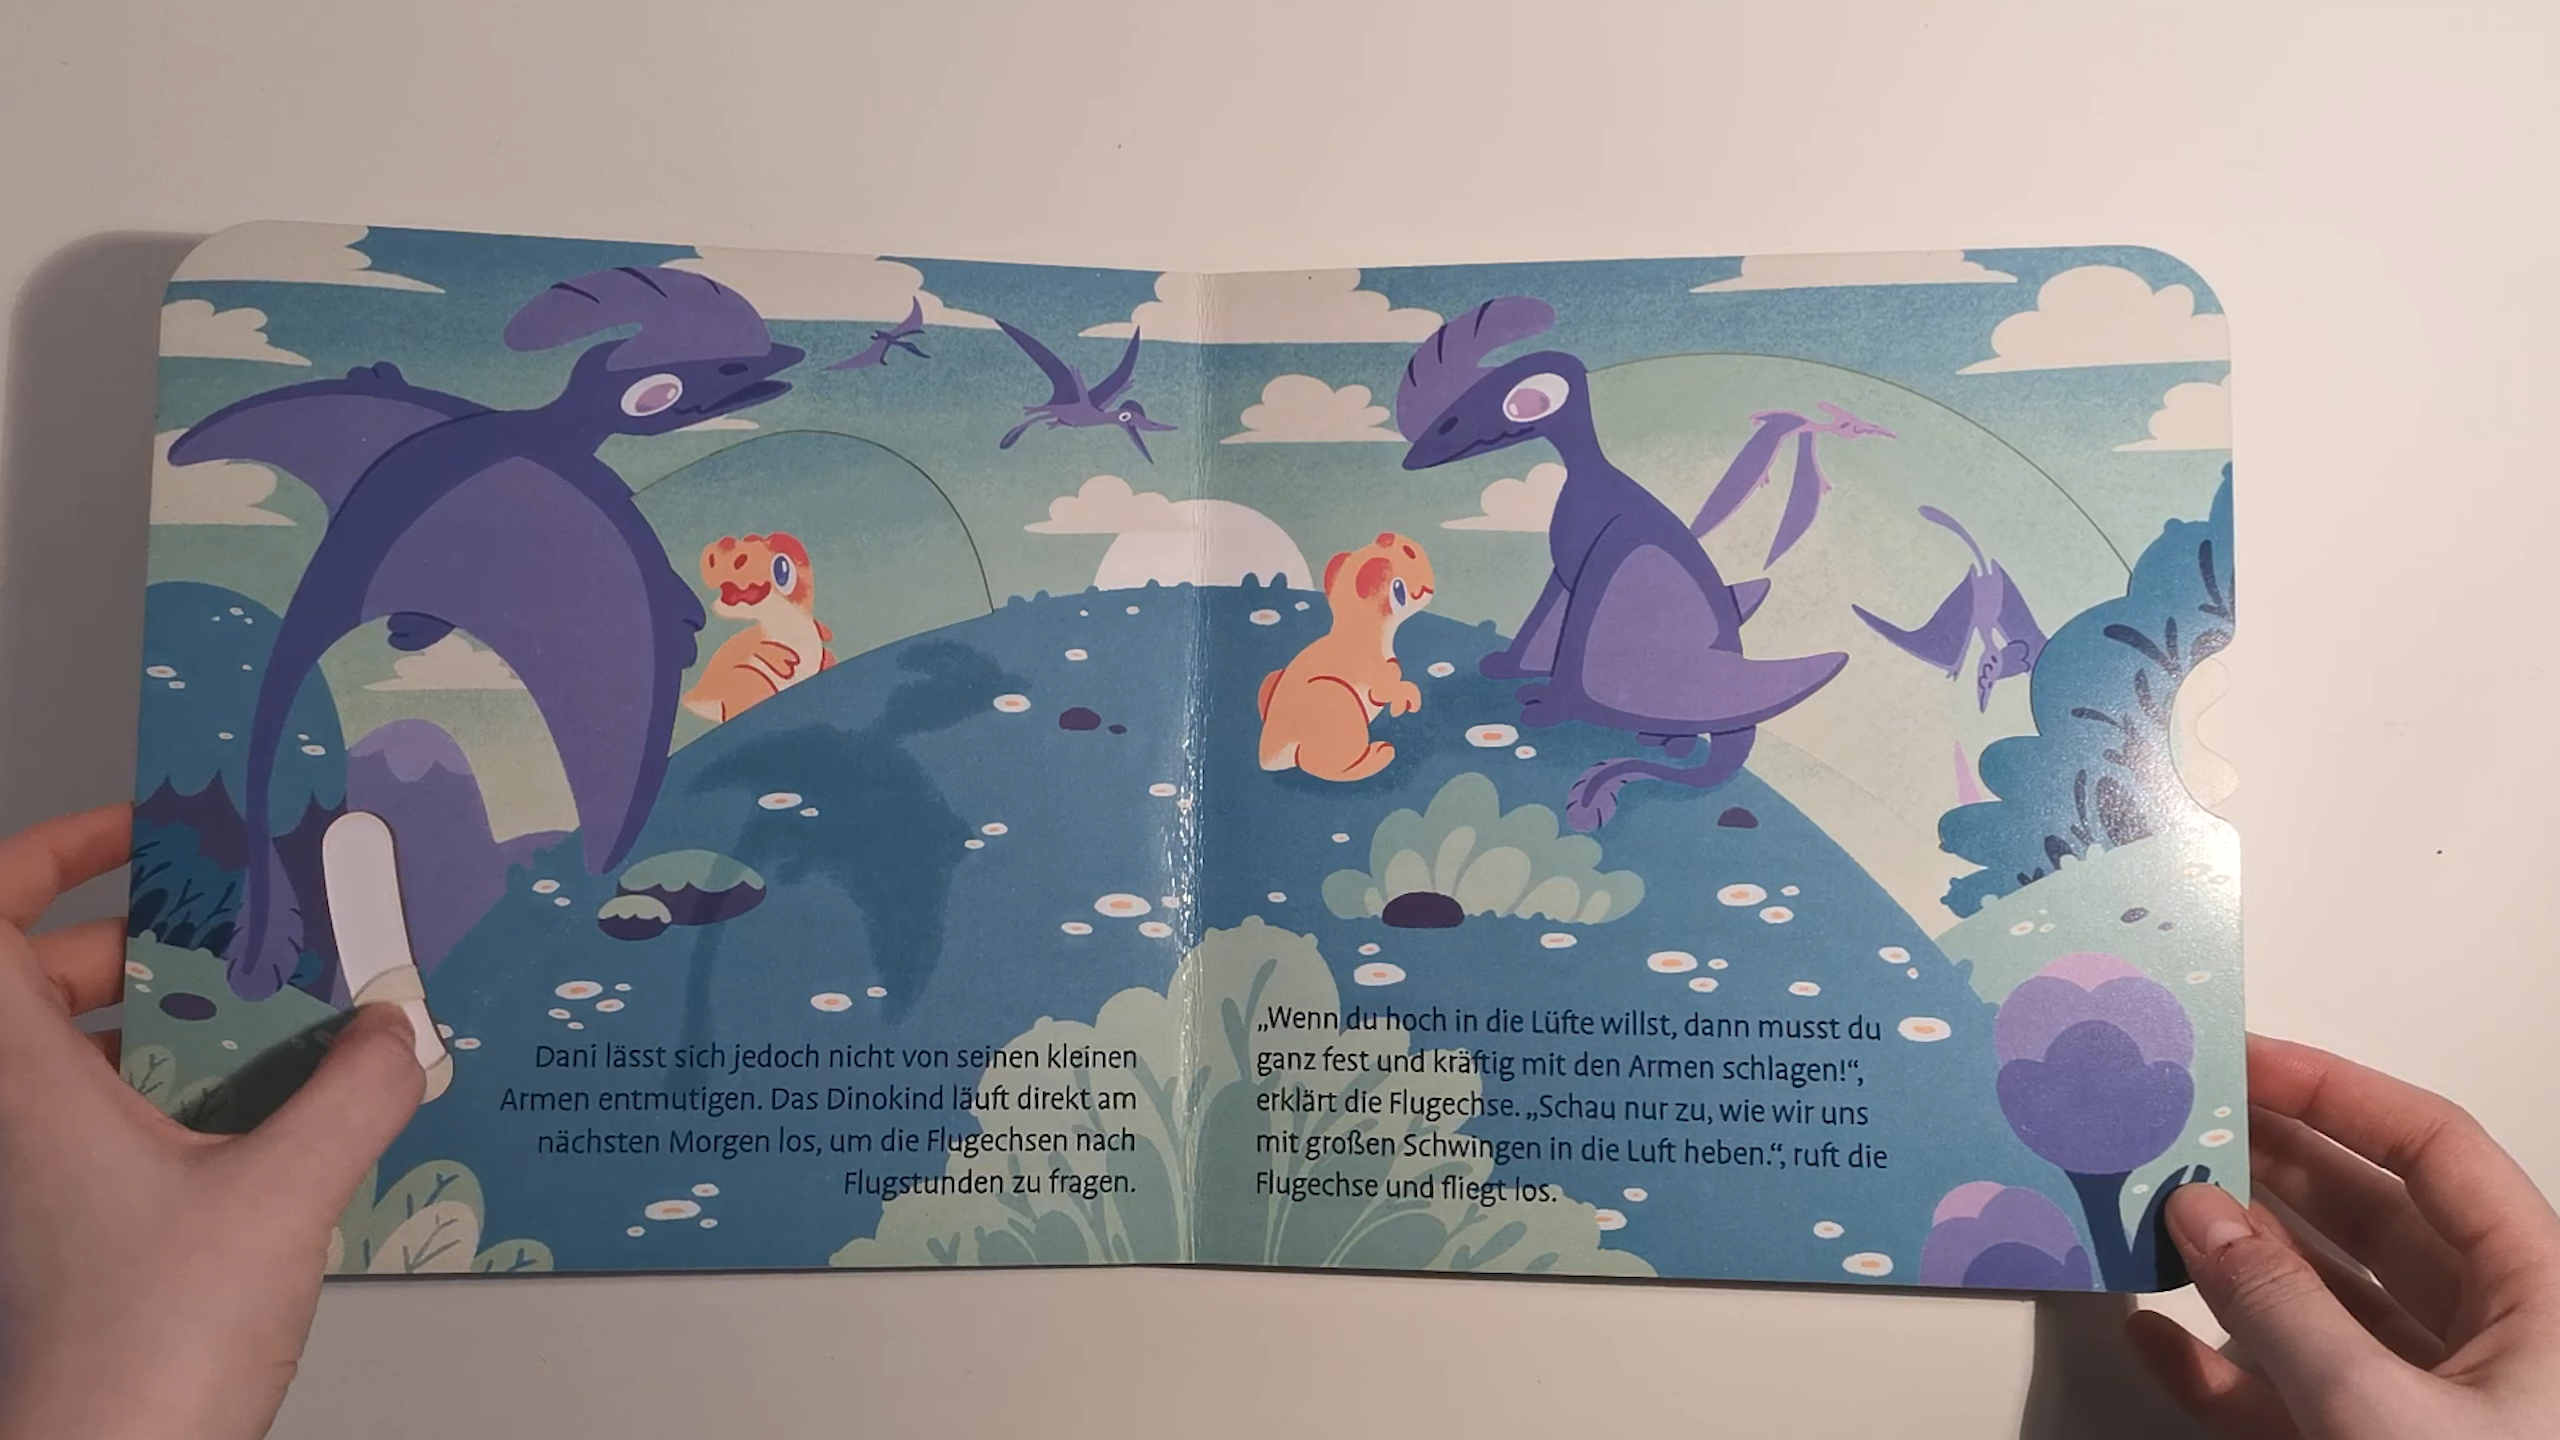 Dani lässt sich jedoch nicht von seinen kleinen
Armen entmutigen. Das Dinokind läuft direkt am
nächsten Morgen los, um die Flugechsen nach
Flugstunden zu fragen.
„Wenn du hoch in die Lüfte willst, dann musst du
ganz fest und kräftig mit den Armen schlagen!“,
erklärt die Flugechse. „Schau nur zu, wie wir uns
mit großen Schwingen in die Luft heben.“, ruft die
Flugechse und fliegt los.